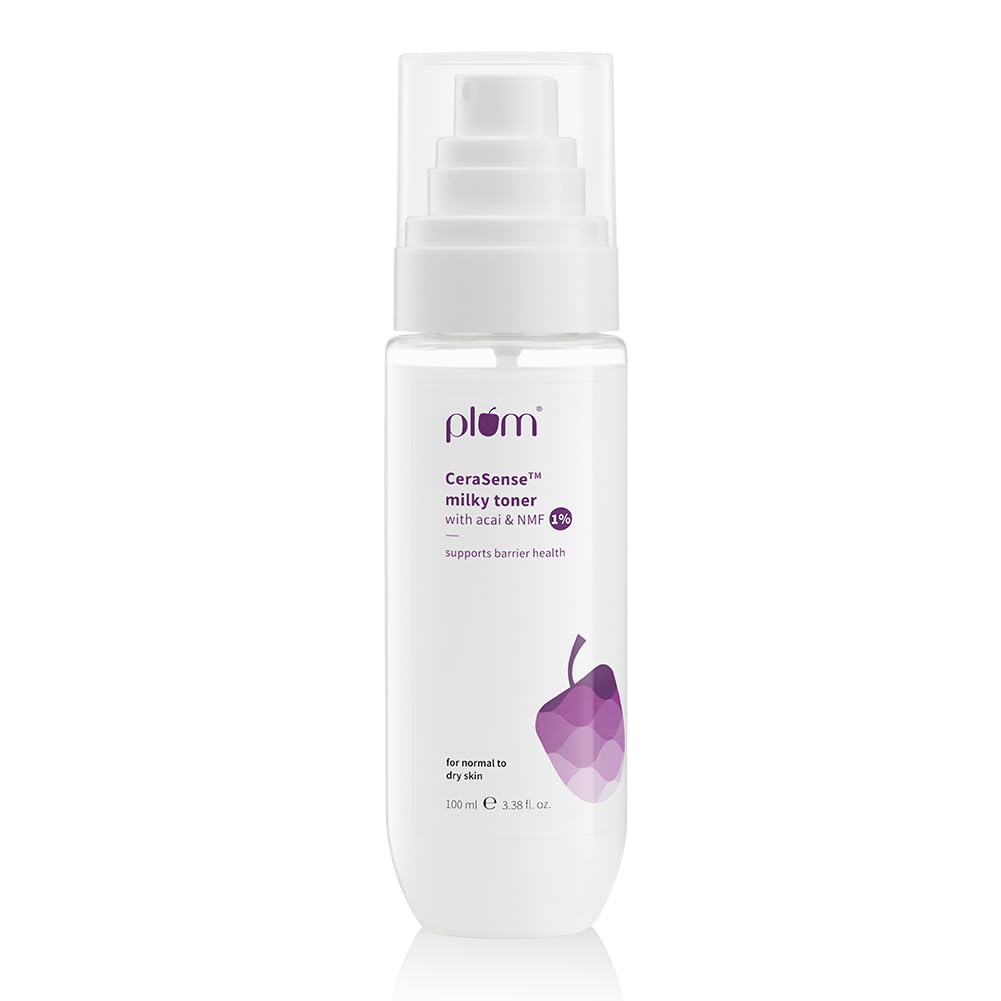 plum®
CeraSense™
milky toner
with acai & NMF 1%
supports barrier health
for normal to
dry skin
100 ml ℮ 3.38 fl. oz.